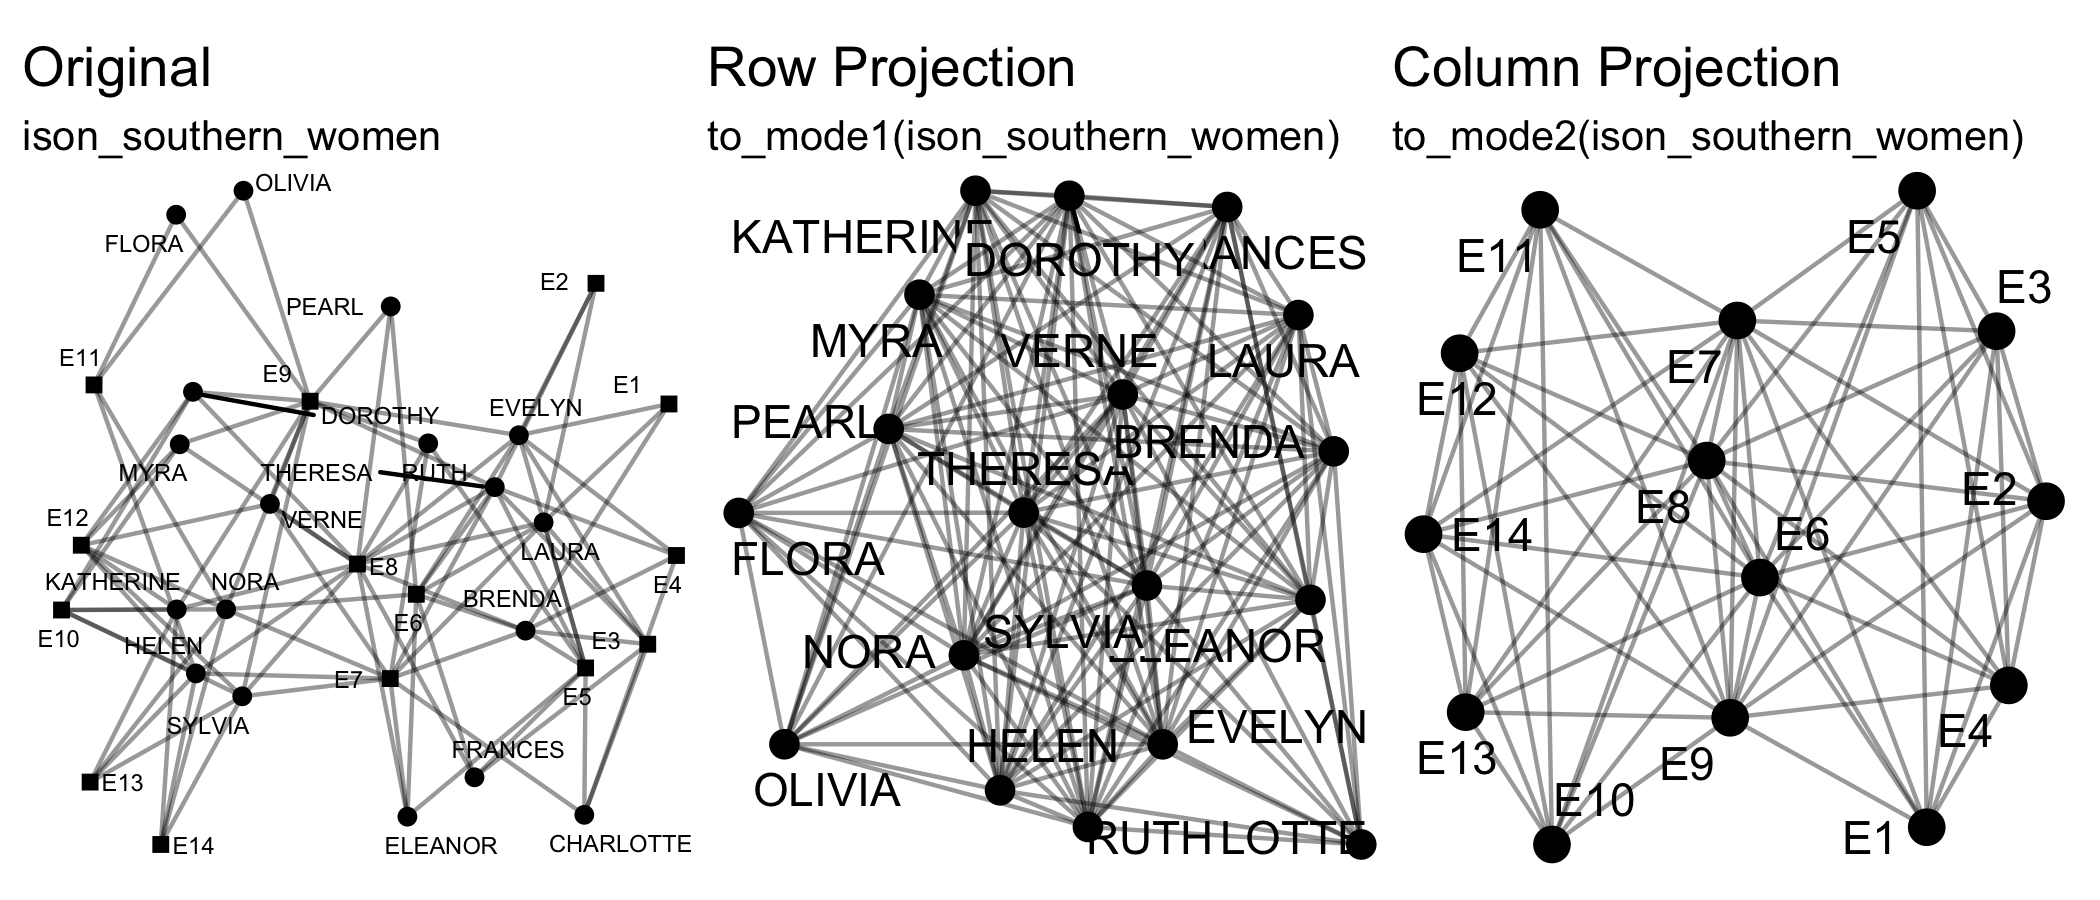 Original
ison_southern_women
OLIVIA
FLORA
E2
PEARL
E11
E9
E1
DOROTHY
EVELYN
MYRA
THERESA
RUTH
E12
VERNE
LAURA
E8
KATHERINE
NORA
E4
BRENDA
E10
E6
HELEN
E3
E7
E5
SYLVIA
FRANCES
E13
E14
ELEANOR
CHARLOTTE
Row Projection
to_mode1(ison_southern_women)
KATHERINE
DOROTHY
ANCES
MYRA
VERNE
LAURA
PEARL
BRENDA
THERESA
FLORA
SYLVIA
NORA
ELEANOR
EVELYN
HELEN
OLIVIA
RUTH
LOTTE
Column Projection
to_mode2(ison_southern_women)
E5
E11
E3
E7
E12
E2
E8
E14
E6
E4
E13
E9
E10
E1